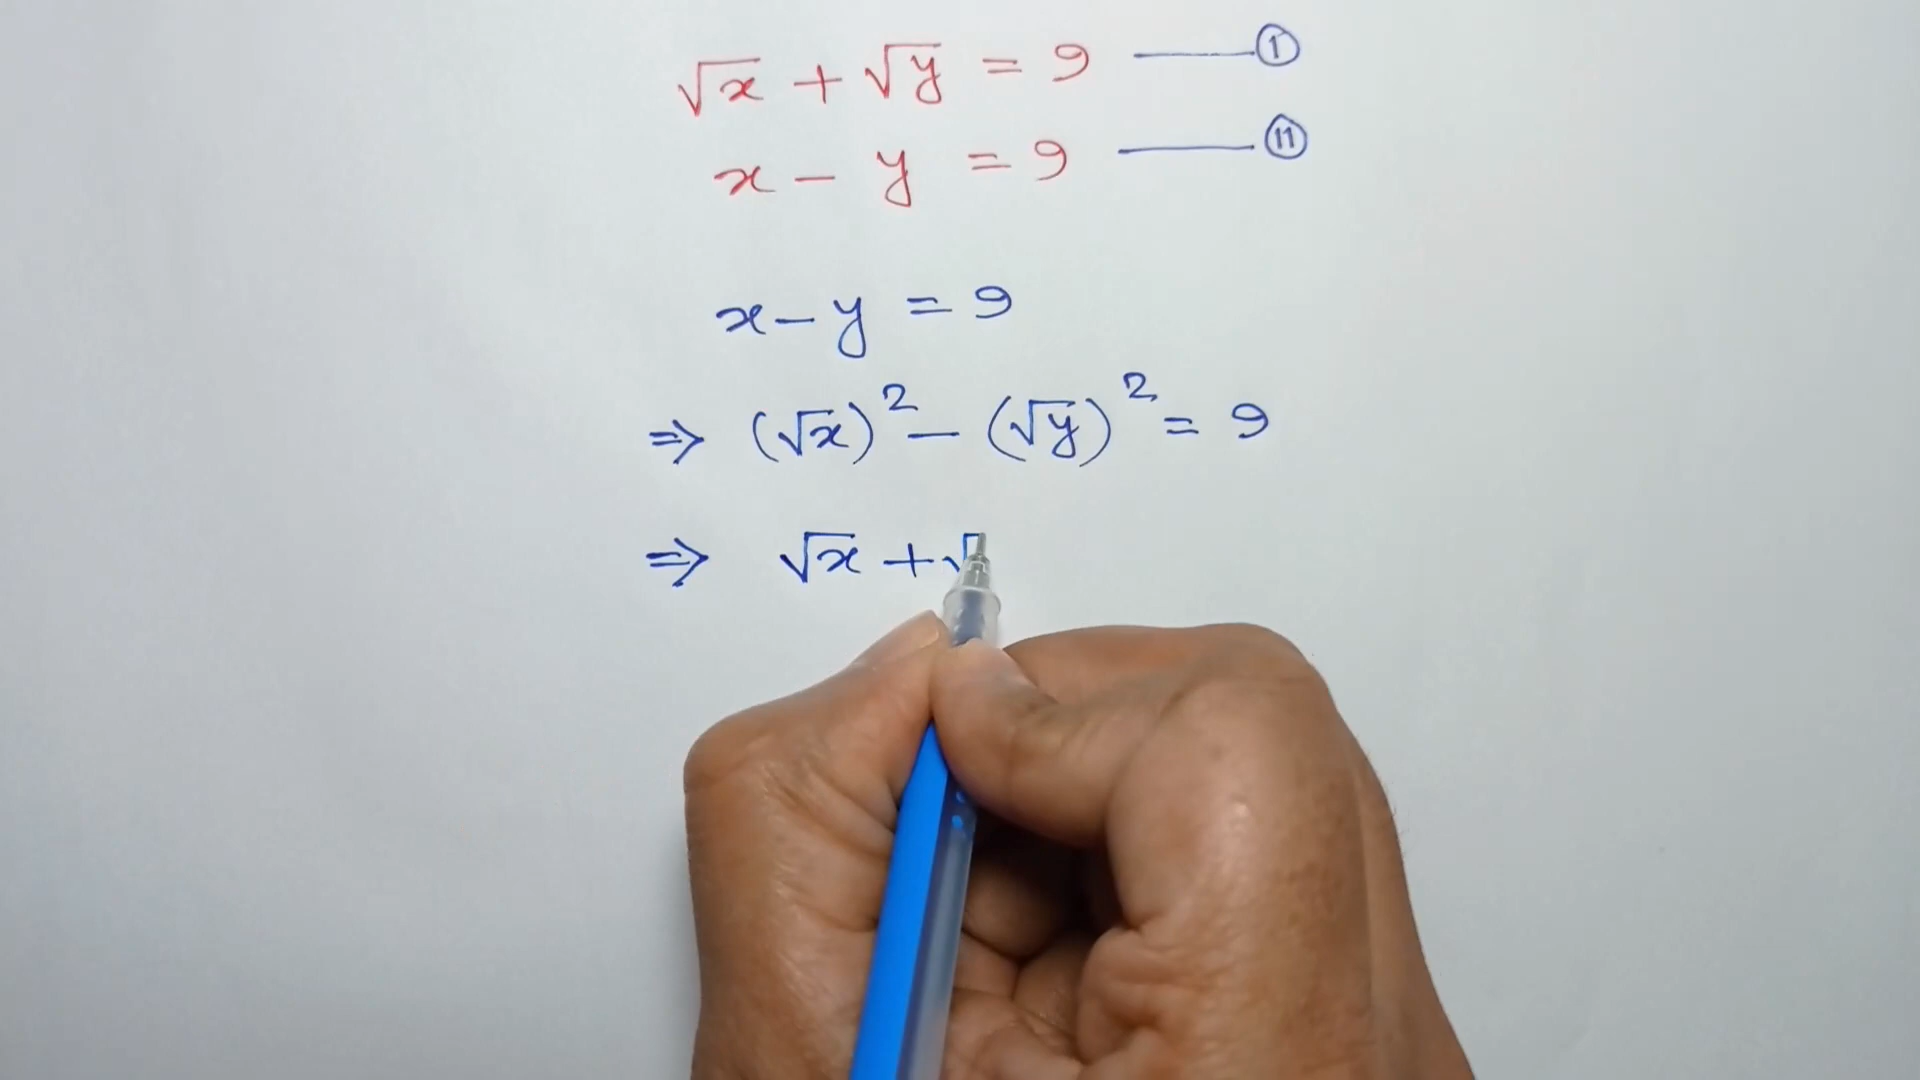 √x + √y = 9 —— ①
x - y = 9 —— ⑪
x - y = 9
⇒ (√x)² - (√y)² = 9
⇒ √x + √